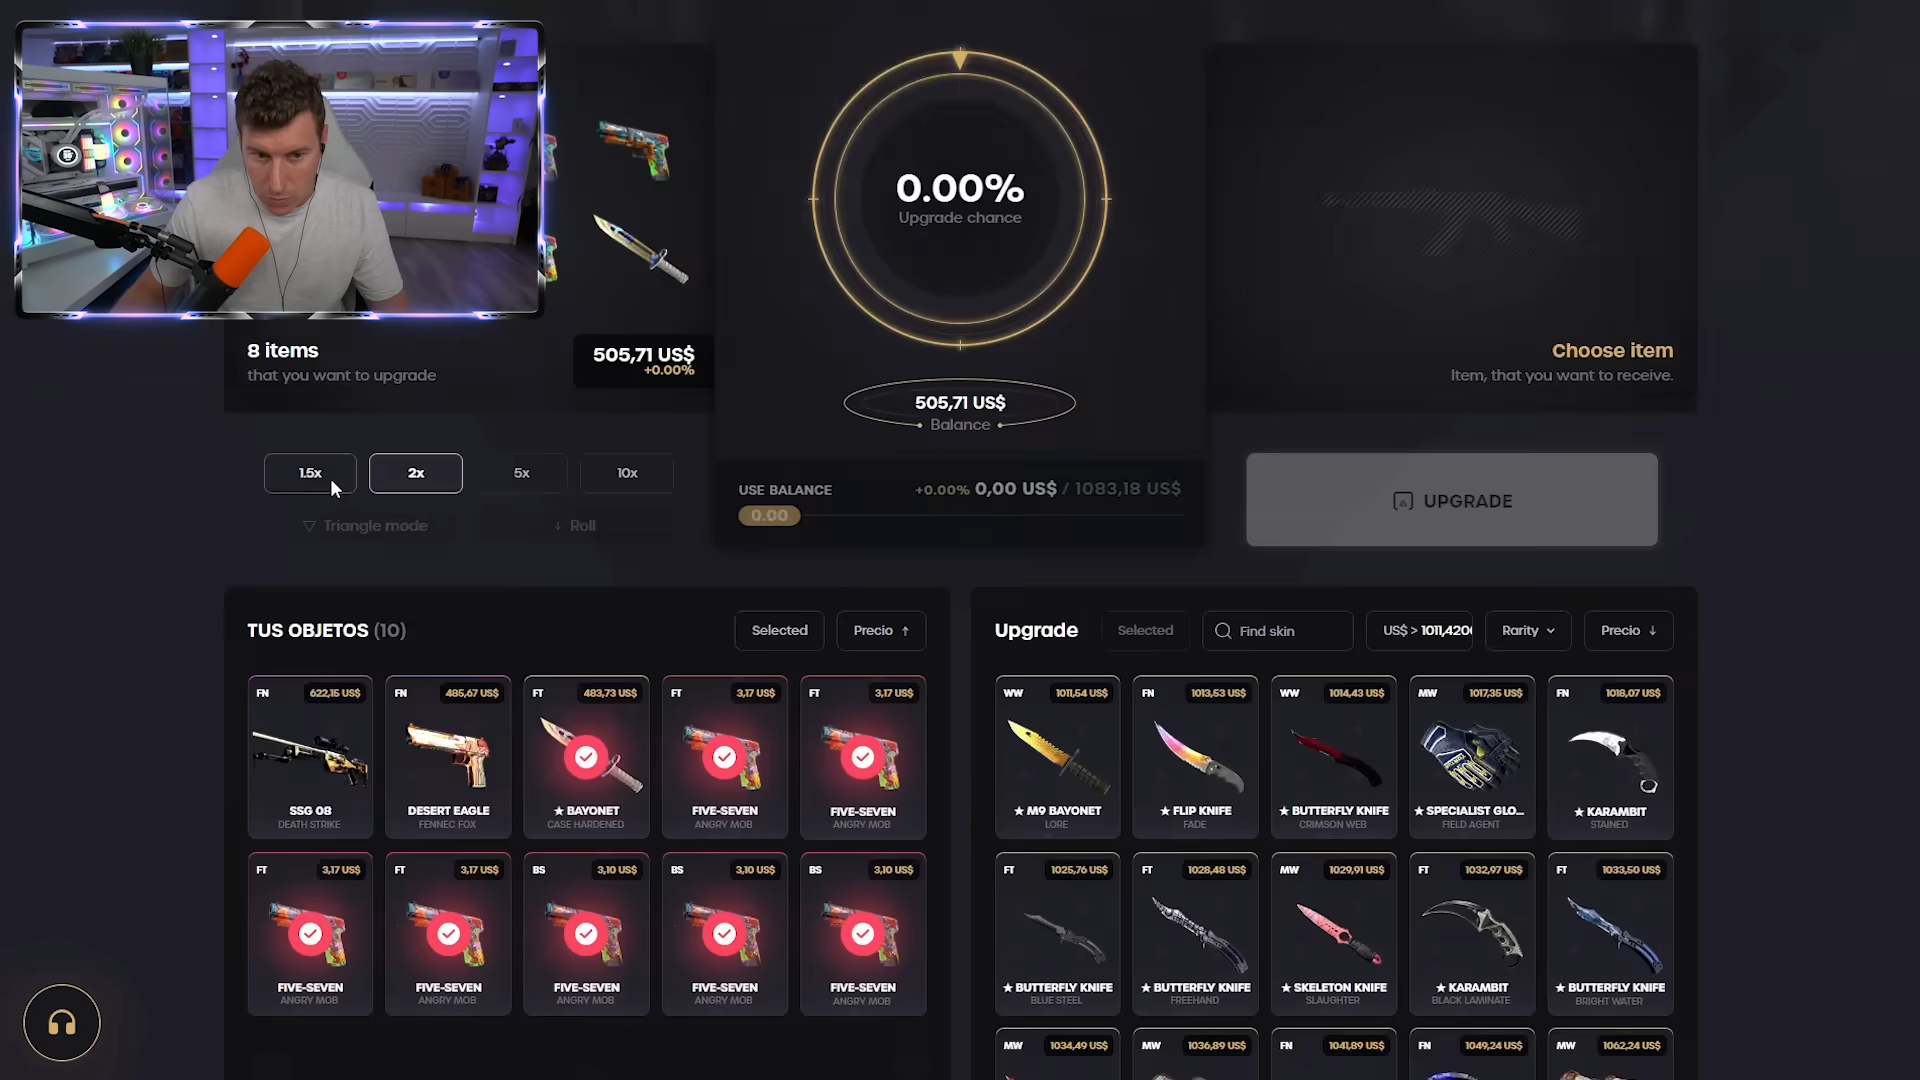 0.00%
Upgrade chance
8 items
that you want to upgrade
505,71 US$
+0.00%
505,71 US$
Balance
Choose item
Item, that you want to receive.
1.5x
2x
5x
10x
Triangle mode
Roll
USE BALANCE
+0.00% 0,00 US$ / 1083,18 US$
0.00
UPGRADE
TUS OBJETOS (10)
Selected
Precio
FN 622,15 US$
SSG 08
DEATH STRIKE
FN 485,67 US$
DESERT EAGLE
FENNEC FOX
FT 483,73 US$
★ BAYONET
CASE HARDENED
FT 3,17 US$
FIVE-SEVEN
ANGRY MOB
FT 3,17 US$
FIVE-SEVEN
ANGRY MOB
FT 3,17 US$
FIVE-SEVEN
ANGRY MOB
FT 3,17 US$
FIVE-SEVEN
ANGRY MOB
BS 3,10 US$
FIVE-SEVEN
ANGRY MOB
BS 3,10 US$
FIVE-SEVEN
ANGRY MOB
BS 3,10 US$
FIVE-SEVEN
ANGRY MOB
Upgrade
Selected
Find skin
US$ > 1011,420
Rarity
Precio
WW 1011,54 US$
★ M9 BAYONET
LORE
FN 1013,53 US$
★ FLIP KNIFE
FADE
WW 1014,43 US$
★ BUTTERFLY KNIFE
CRIMSON WEB
MW 1017,35 US$
★ SPECIALIST GLO...
FIELD AGENT
FN 1018,07 US$
★ KARAMBIT
STAINED
FT 1025,76 US$
★ BUTTERFLY KNIFE
BLUE STEEL
FT 1028,48 US$
★ BUTTERFLY KNIFE
FREEHAND
MW 1029,91 US$
★ SKELETON KNIFE
SLAUGHTER
FT 1032,97 US$
★ KARAMBIT
BLACK LAMINATE
FT 1033,50 US$
★ BUTTERFLY KNIFE
BRIGHT WATER
MW 1034,49 US$
MW 1036,89 US$
FN 1041,89 US$
FN 1049,24 US$
MW 1062,24 US$